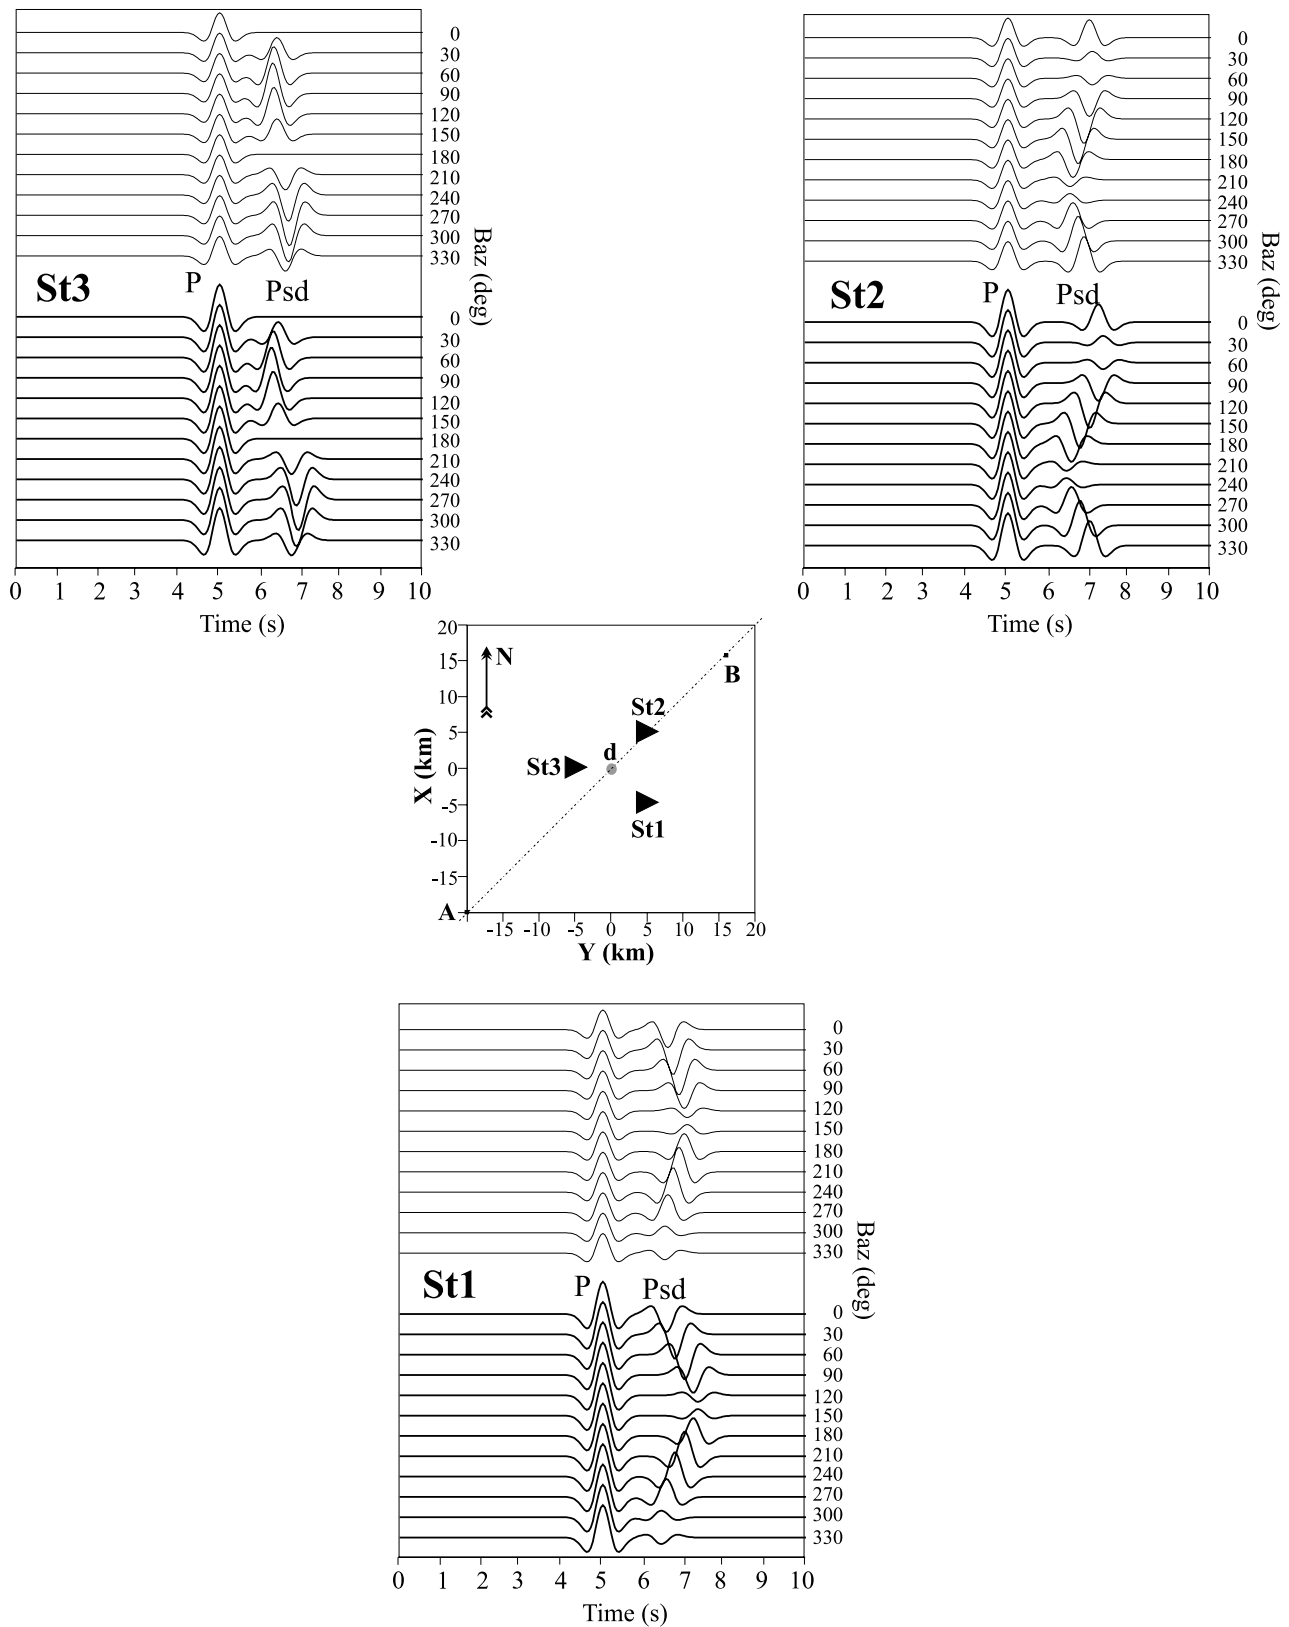 0
30
60
90
120
150
180
210
240
270
300
330
Baz (deg)
St3
P
Psd
0
30
60
90
120
150
180
210
240
270
300
330
0 1 2 3 4 5 6 7 8 9 10
Time (s)
0
30
60
90
120
150
180
210
240
270
300
330
Baz (deg)
St2
P
Psd
0
30
60
90
120
150
180
210
240
270
300
330
0 1 2 3 4 5 6 7 8 9 10
Time (s)
20
15
10
5
0
-5
-10
-15
X (km)
N
B
St2
d
St3
St1
A
-15 -10 -5 0 5 10 15 20
Y (km)
0
30
60
90
120
150
180
210
240
270
300
330
Baz (deg)
St1
P
Psd
0
30
60
90
120
150
180
210
240
270
300
330
0 1 2 3 4 5 6 7 8 9 10
Time (s)